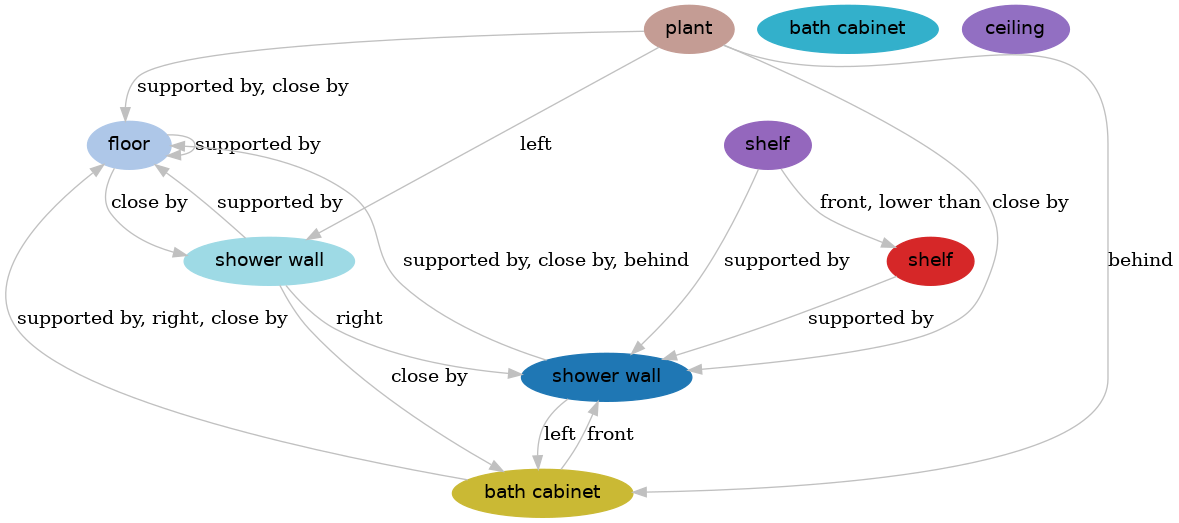 plant
bath cabinet
ceiling
supported by, close by
floor
supported by
left
shelf
close by
supported by
front, lower than
close by
shower wall
supported by, close by, behind
supported by
shelf
behind
supported by, right, close by
right
supported by
close by
shower wall
left
front
bath cabinet